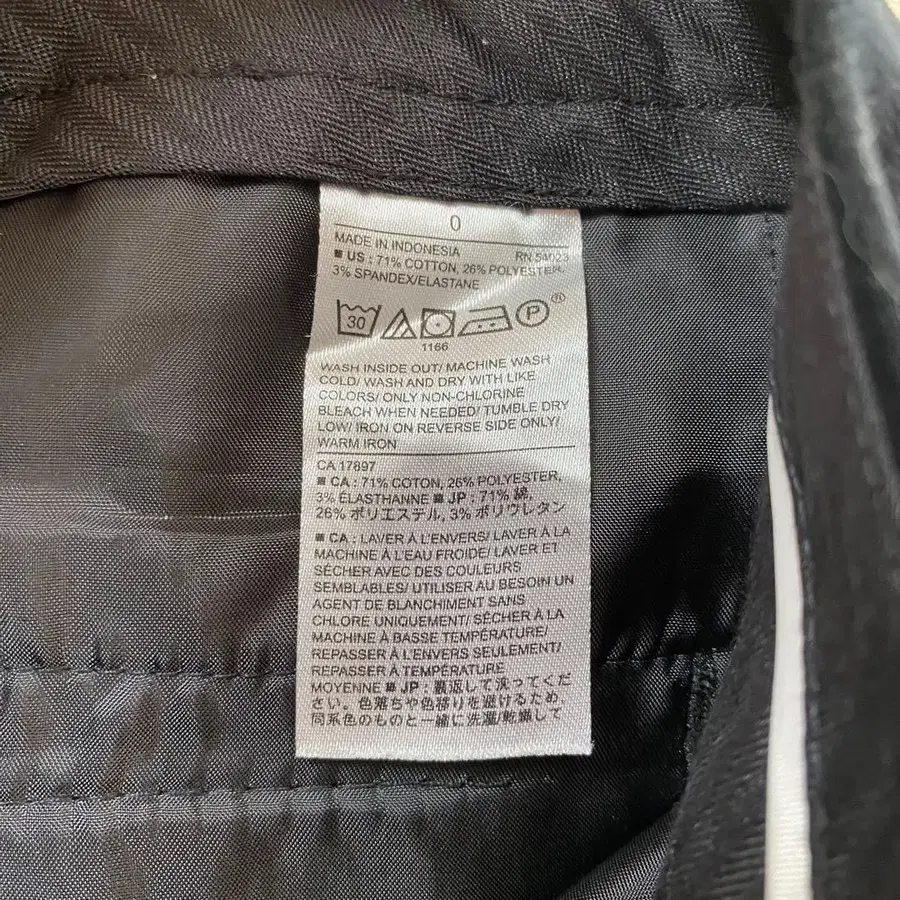 0
MADE IN INDONESIA RN 54023
■ US : 71% COTTON, 26% POLYESTER,
3% SPANDEX/ELASTANE
30 P ®
1166
WASH INSIDE OUT/ MACHINE WASH
COLD/ WASH AND DRY WITH LIKE
COLORS/ ONLY NON-CHLORINE
BLEACH WHEN NEEDED/ TUMBLE DRY
LOW/ IRON ON REVERSE SIDE ONLY/
WARM IRON
CA 17897
■ CA : 71% COTON, 26% POLYESTER,
3% ÉLASTHANNE ■ JP : 71% 綿,
26% ポリエステル, 3% ポリウレタン
■ CA : LAVER À L'ENVERS/ LAVER À LA
MACHINE À L'EAU FROIDE/ LAVER ET
SÉCHER AVEC DES COULEURS
SEMBLABLES/ UTILISER AU BESOIN UN
AGENT DE BLANCHIMENT SANS
CHLORE UNIQUEMENT/ SÉCHER À LA
MACHINE À BASSE TEMPÉRATURE/
REPASSER À L'ENVERS SEULEMENT/
REPASSER À TEMPÉRATURE
MOYENNE ■ JP : 裏返して洗ってくだ
さい。色落ちや色移りを避けるため、
同系色のものと一緒に洗濯/乾燥して